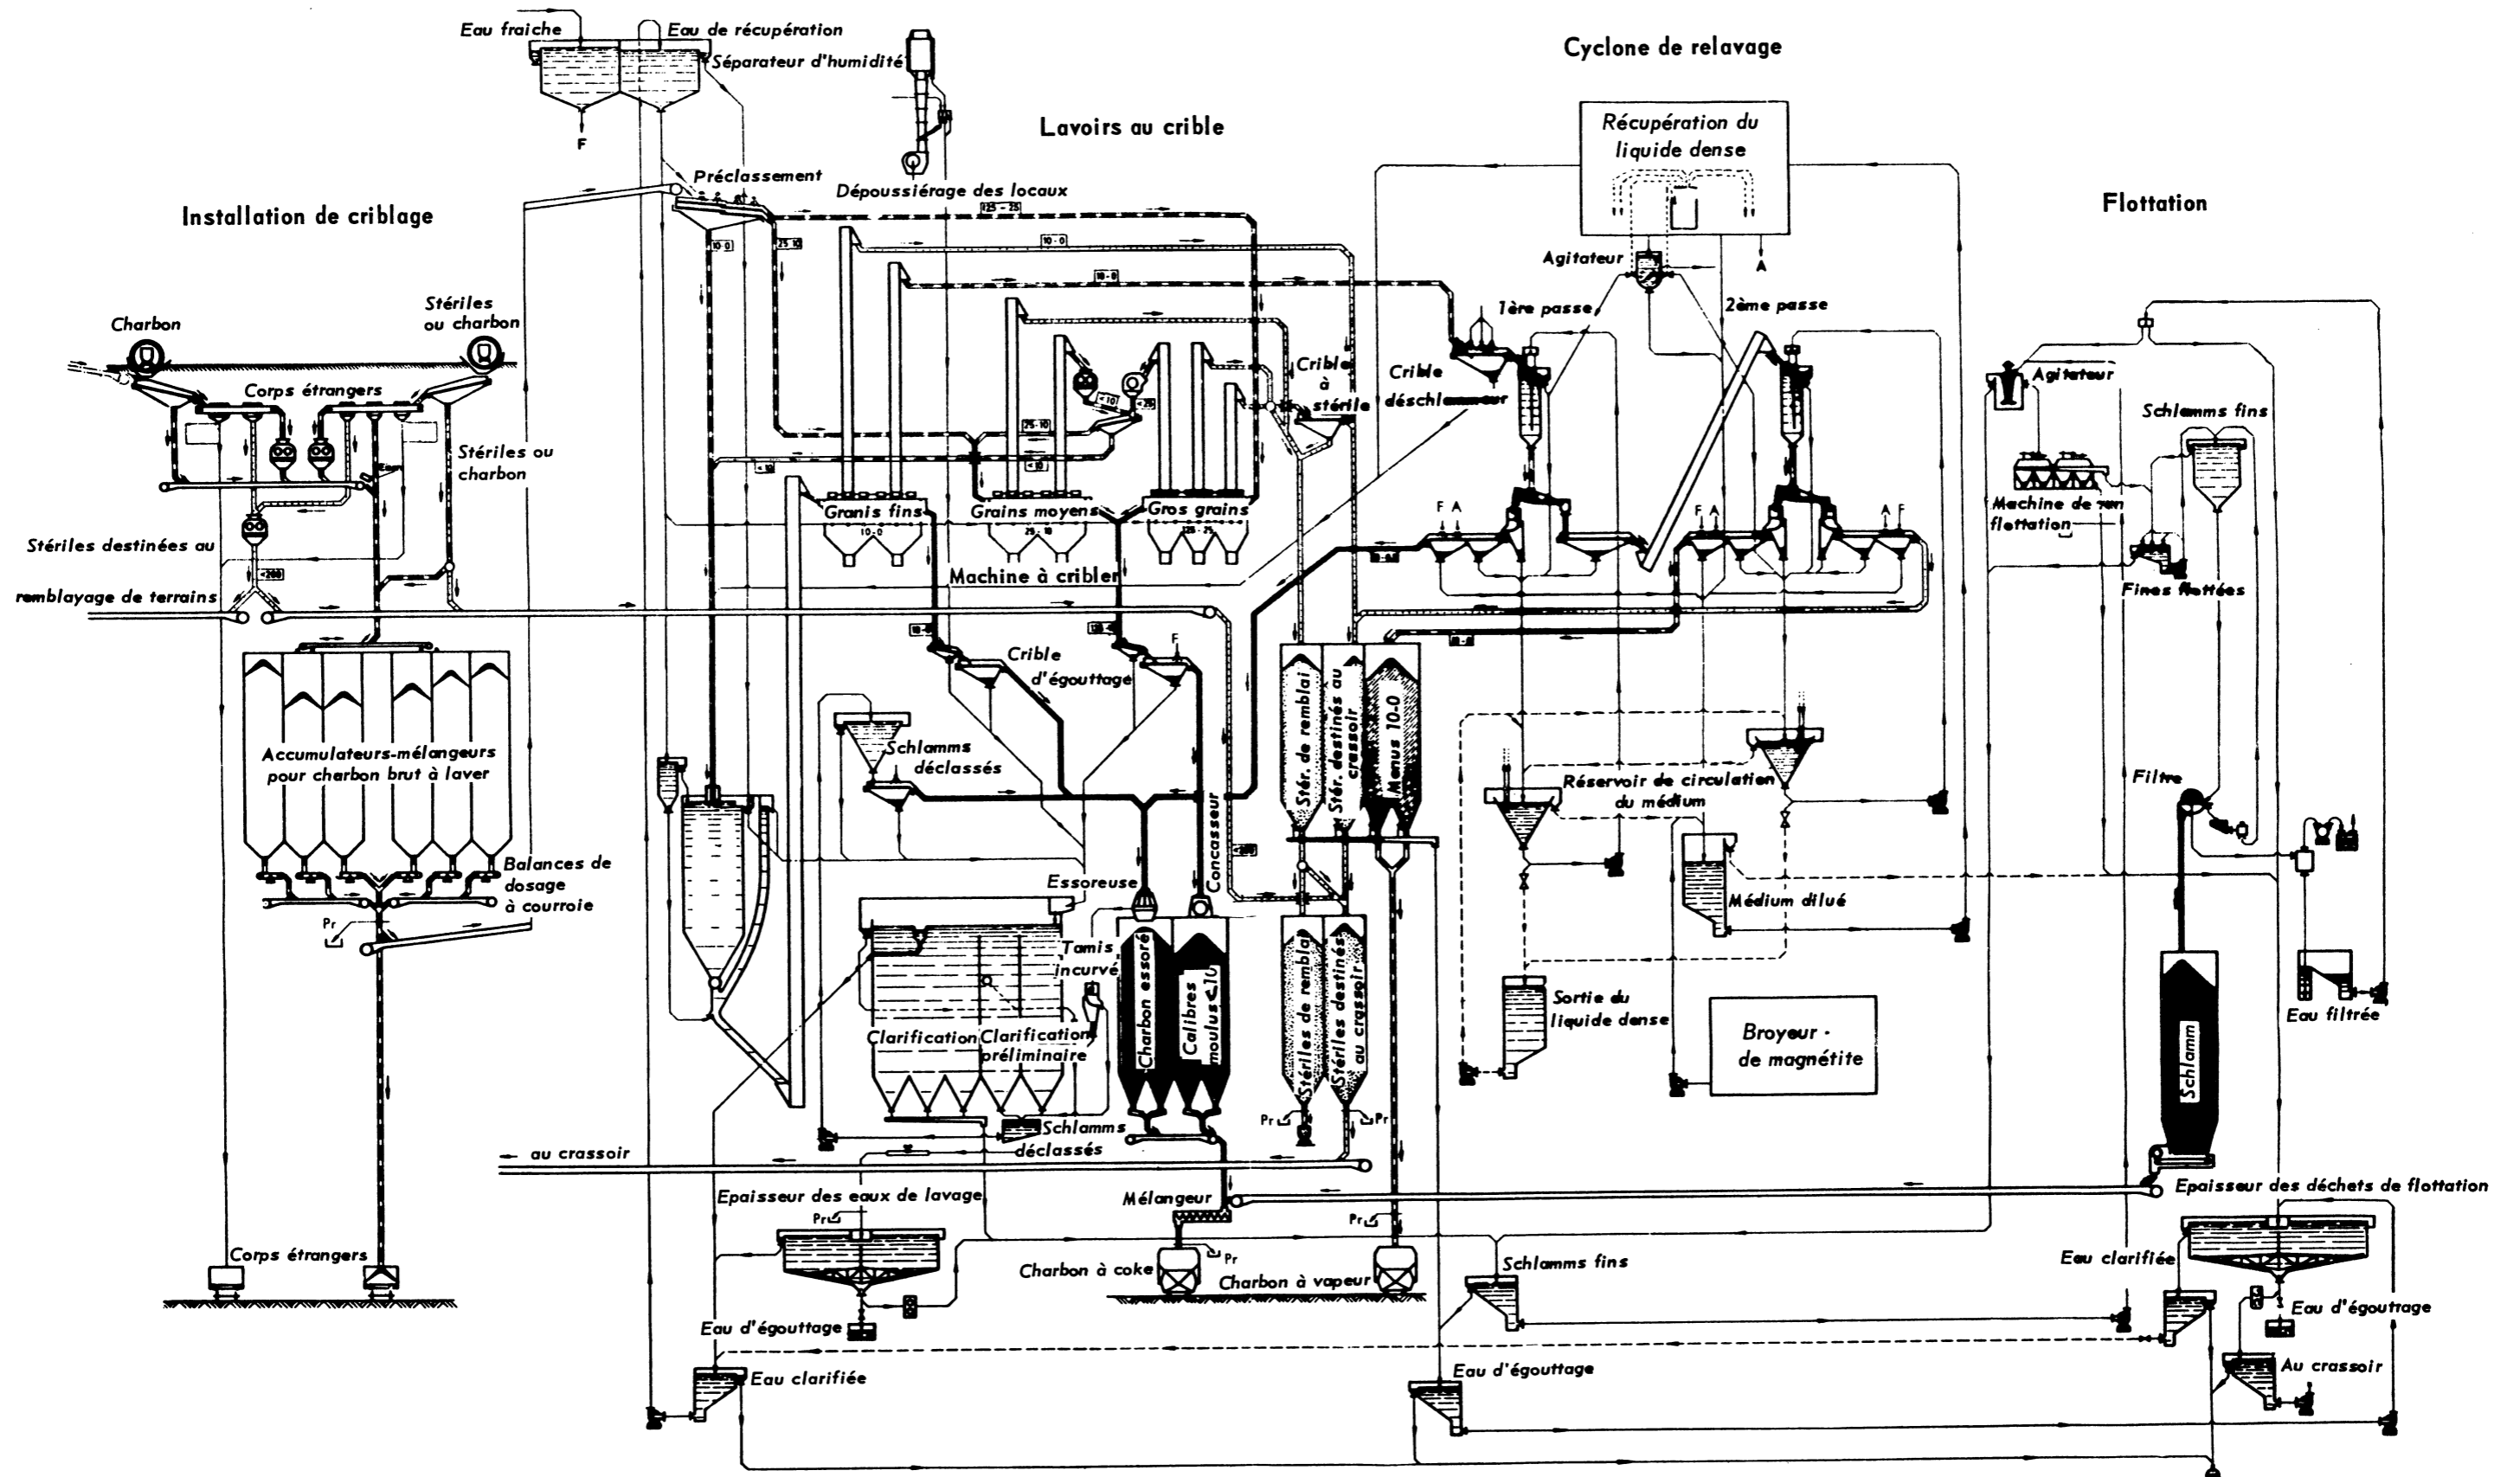 Eau fraiche
Eau de récupération
Séparateur d'humidité
F
Cyclone de relavage
Lavoirs au crible
Récupération du
liquide dense
Préclassement
Dépoussiérage des locaux
125-25
Installation de criblage
Flottation
10-0
25 10
10-0
10-0
Agitateur
A
Stériles
ou charbon
Charbon
1ère passe
2ème passe
Corps étrangers
Crible
à
stérile
Crible
déschlammeur
Agitateur
Schlamms fins
<10
<25
25-10
<10
<10
Stériles ou
charbon
Granis fins
10-0
Grains moyens
25-10
Gros grains
125-25
F A
F A
A F
Machine de
flottation
Stériles destinées au
<200
remblayage de terrains
Machine à cribler
Fines flottées
10-0
F
Crible
d'égouttage
Stér. de remblai
Stér. destinés au
crassoir
Menus 10-0
Accumulateurs-mélangeurs
pour charbon brut à laver
Schlamms
déclassés
Réservoir de circulation
du médium
Filtre
Concasseur
Balances de
dosage
à courroie
Pr
Essoreuse
Médium dilué
Tamis
incurvé
Charbon essoré
Calibres
moulus<10
Stériles de remblai
Stériles destinés
au crassoir
Clarification
Clarification
préliminaire
Sortie du
liquide dense
Broyeur -
de magnétite
Schlamm
Eau filtrée
Pr
Pr
Schlamms
déclassés
au crassoir
Epaisseur des eaux de lavage
Pr
Mélangeur
Pr
Epaisseur des déchets de flottation
Corps étrangers
Charbon à coke
Pr
Charbon à vapeur
Schlamms fins
Eau clarifiée
Eau d'égouttage
Eau d'égouttage
Eau clarifiée
Eau d'égouttage
Au crassoir